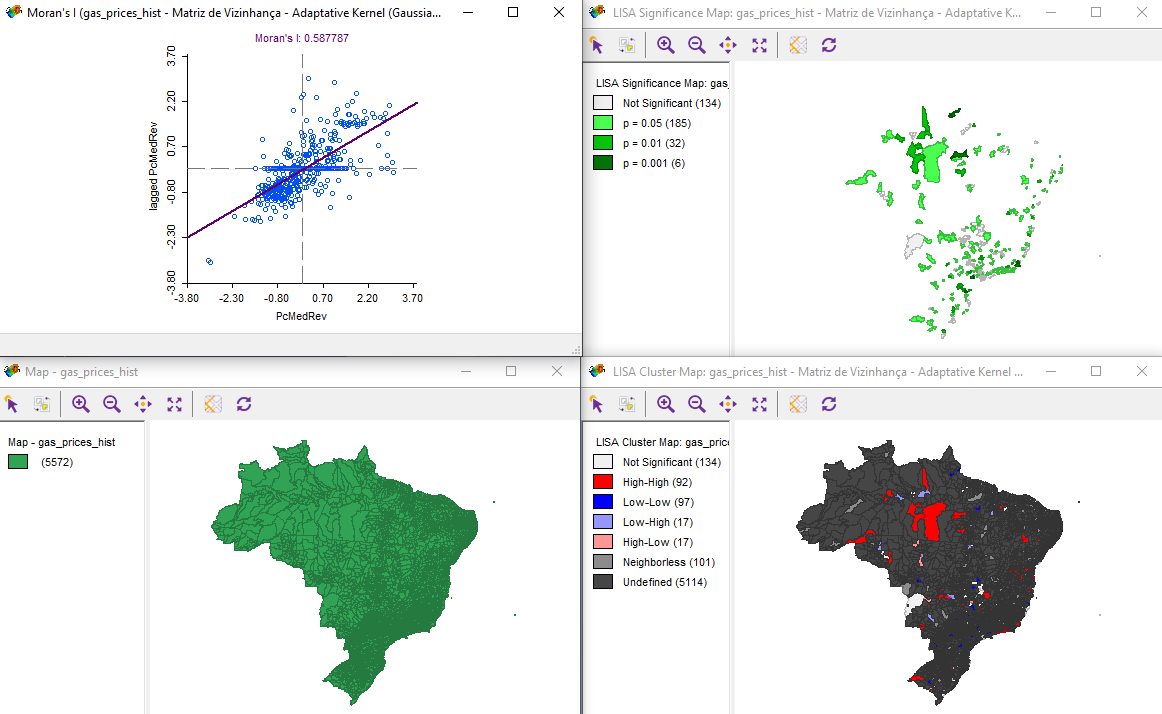 Moran's I (gas_prices_hist - Matriz de Vizinhança - Adaptative Kernel (Gaussia...
Moran's I: 0.587787
3.70
2.20
0.70
-0.80
-2.30
-3.80
lagged PcMedRev
-3.80 -2.30 -0.80 0.70 2.20 3.70
PcMedRev
LISA Significance Map: gas_prices_hist - Matriz de Vizinhança - Adaptative K...
LISA Significance Map: gas_
Not Significant (134)
p = 0.05 (185)
p = 0.01 (32)
p = 0.001 (6)
Map - gas_prices_hist
Map - gas_prices_hist
(5572)
LISA Cluster Map: gas_prices_hist - Matriz de Vizinhança - Adaptative Kernel ...
LISA Cluster Map: gas_price
Not Significant (134)
High-High (92)
Low-Low (97)
Low-High (17)
High-Low (17)
Neighborless (101)
Undefined (5114)